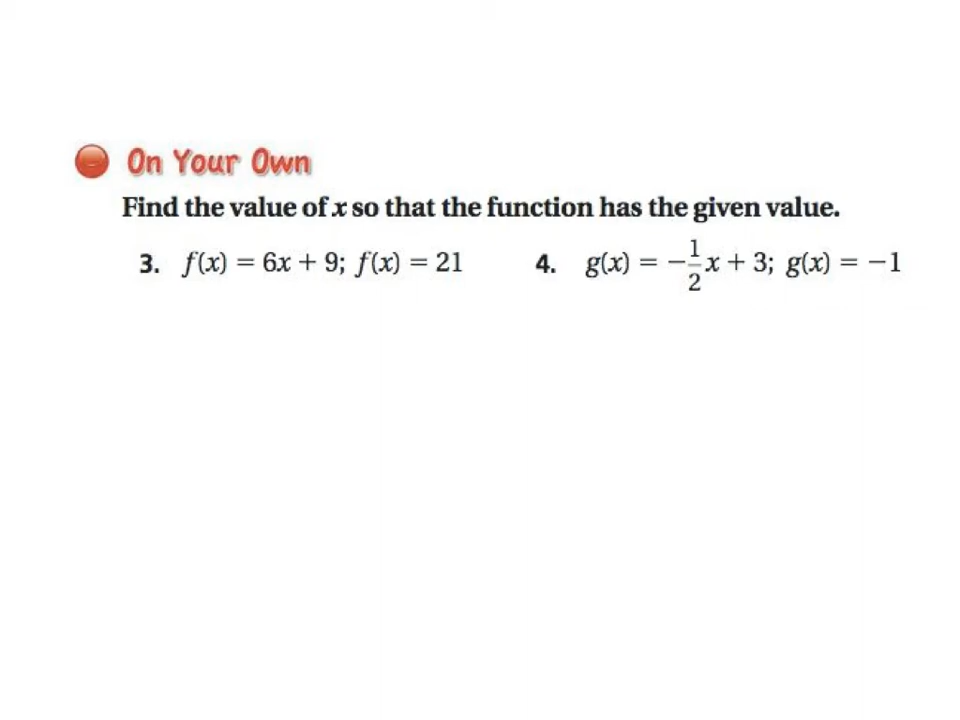 On Your Own
Find the value of x so that the function has the given value.
3. f(x) = 6x + 9; f(x) = 21 4. g(x) = −1/2x + 3; g(x) = −1